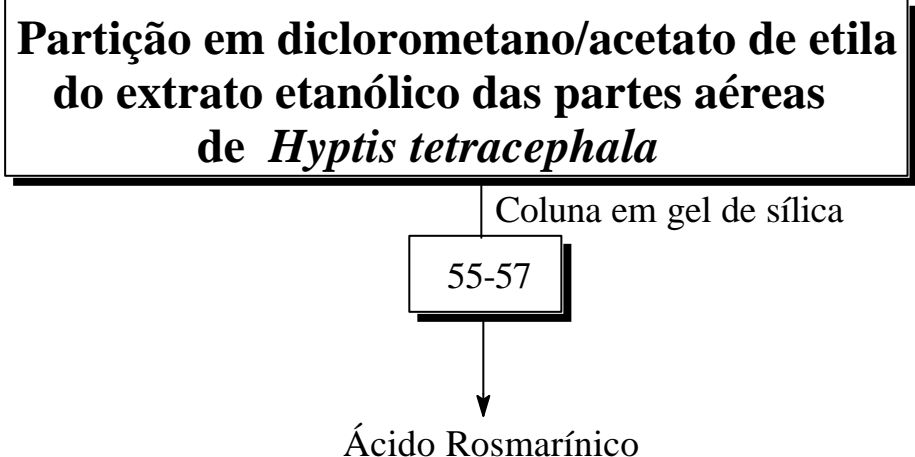 Partição em diclorometano/acetato de etila
do extrato etanólico das partes aéreas
de Hyptis tetracephala
Coluna em gel de sílica
55-57
Ácido Rosmarínico